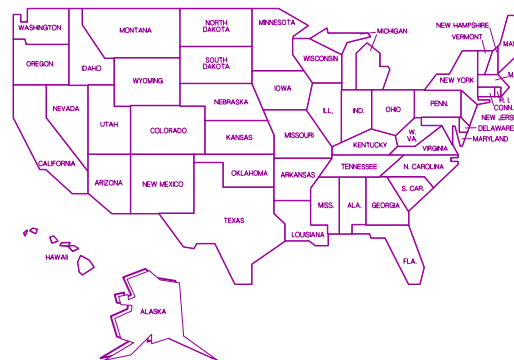 WASHINGTON
MONTANA
NORTH
DAKOTA
MINNESOTA
MICHIGAN
NEW HAMPSHIRE
VERMONT
OREGON
IDAHO
SOUTH
DAKOTA
WISCONSIN
WYOMING
NEW YORK
NEVADA
NEBRASKA
IOWA
UTAH
COLORADO
ILL.
IND.
OHIO
PENN.
R. I.
CONN.
NEW JERS
KANSAS
MISSOURI
W.
VA.
DELAWARE
MARYLAND
KENTUCKY
VIRGINIA
CALIFORNIA
ARIZONA
NEW MEXICO
OKLAHOMA
ARKANSAS
TENNESSEE
N. CAROLINA
S. CAR.
MISS.
ALA.
GEORGIA
TEXAS
LOUISIANA
FLA.
HAWAII
ALASKA